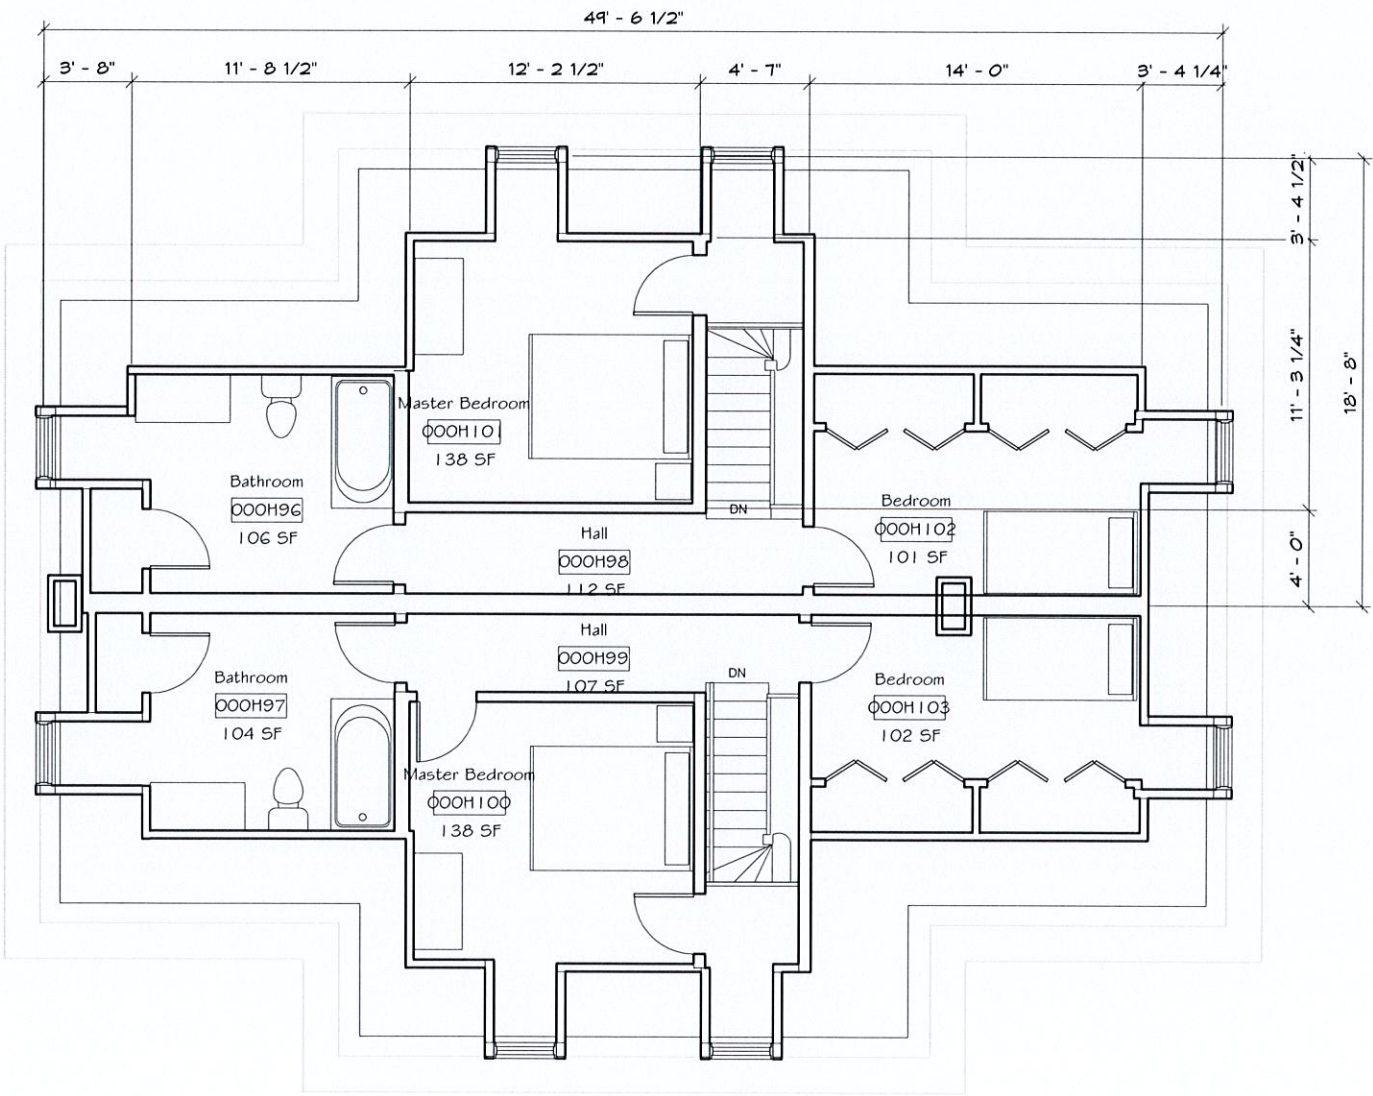 49' - 6 1/2"
3' - 8"
11' - 8 1/2"
12' - 2 1/2"
4' - 7"
14' - 0"
3' - 4 1/4"
3' - 4 1/2"
11' - 3 1/4"
18' - 8"
4' - 0"
Master Bedroom
000H101
138 SF
Bathroom
000H96
106 SF
DN
Hall
000H98
112 SF
Bedroom
000H102
101 SF
Hall
000H99
107 SF
DN
Bathroom
000H97
104 SF
Bedroom
000H103
102 SF
Master Bedroom
000H100
138 SF